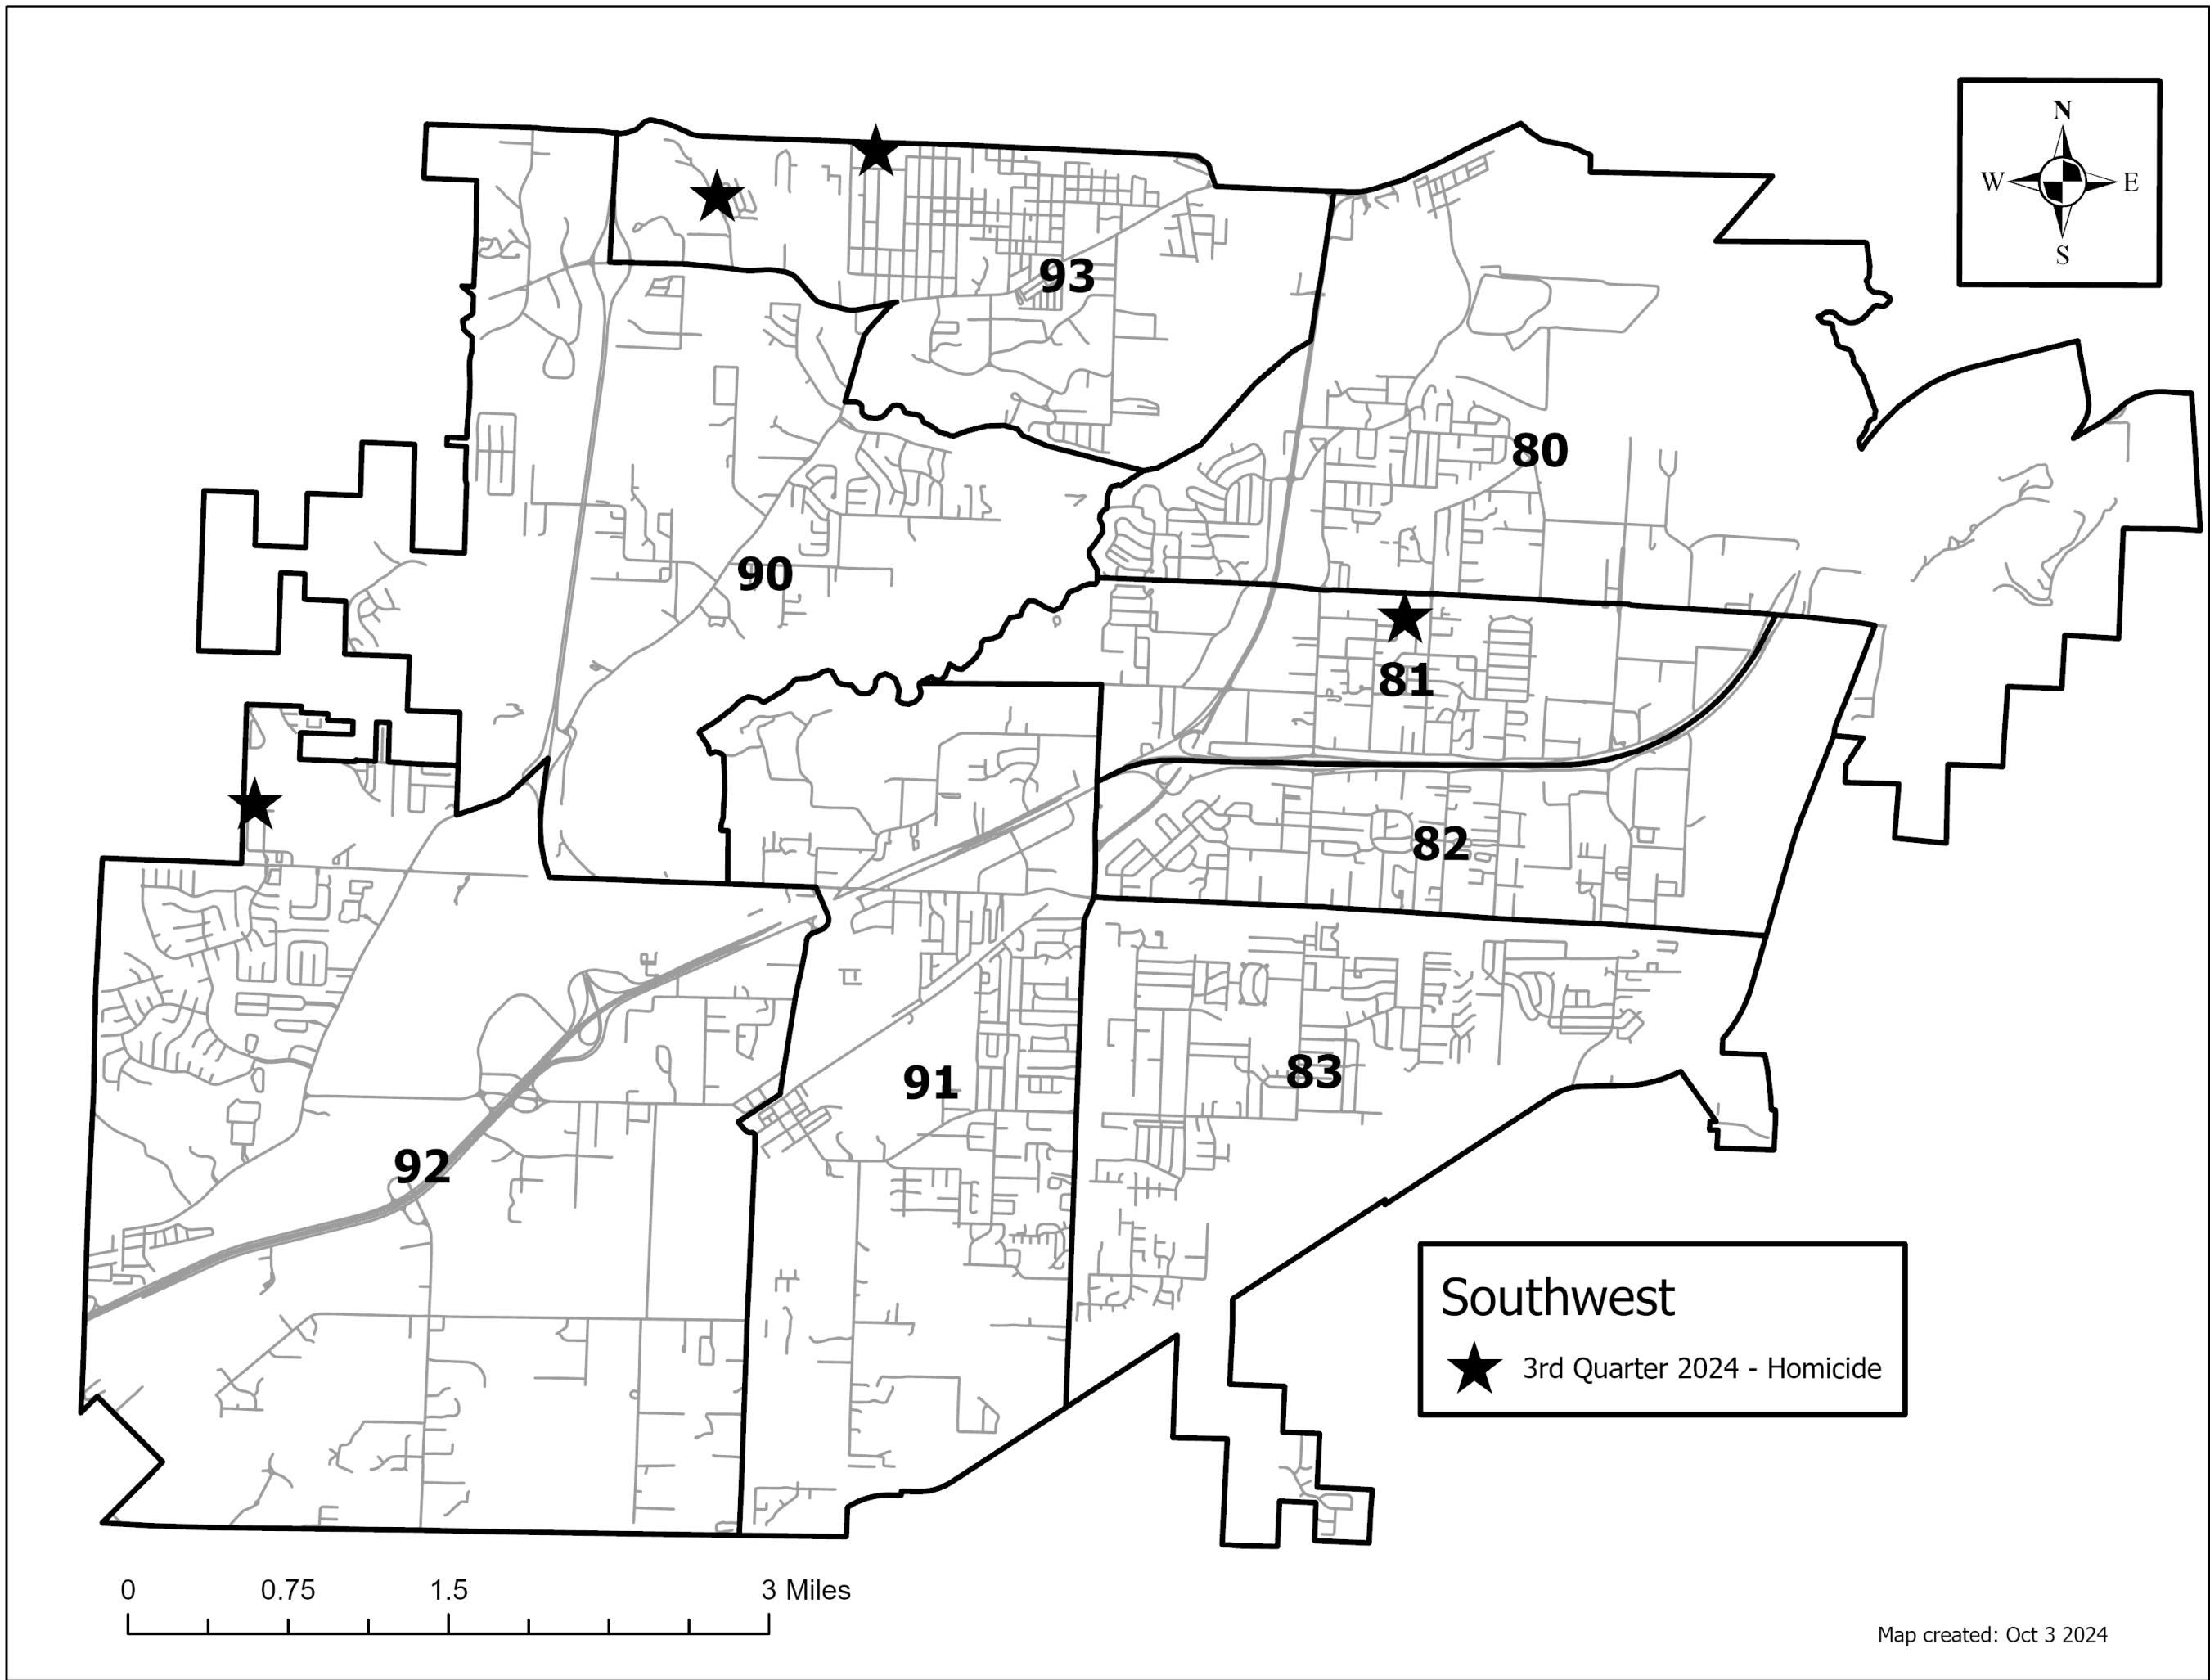 N
W E
S
93
80
90
81
82
91
83
92
Southwest
3rd Quarter 2024 - Homicide
0 0.75 1.5 3 Miles
Map created: Oct 3 2024